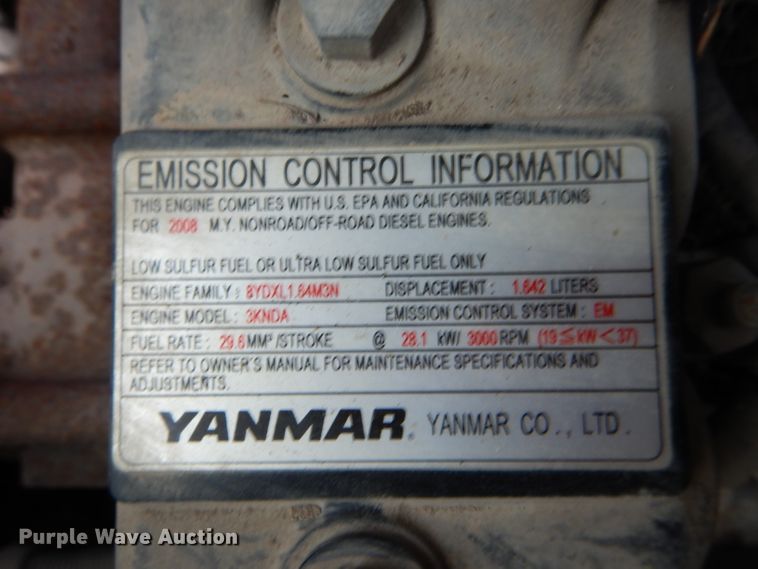 EMISSION CONTROL INFORMATION
THIS ENGINE COMPLIES WITH U.S. EPA AND CALIFORNIA REGULATIONS
FOR 2008 M.Y. NONROAD/OFF-ROAD DIESEL ENGINES.
LOW SULFUR FUEL OR ULTRA LOW SULFUR FUEL ONLY
ENGINE FAMILY : 8YDXL1.64M3N DISPLACEMENT : 1.642 LITERS
ENGINE MODEL : 3KNDA EMISSION CONTROL SYSTEM : EM
FUEL RATE : 29.6 MM³/STROKE @ 28.1 kW/ 3000 RPM (19≦kW<37)
REFER TO OWNER'S MANUAL FOR MAINTENANCE SPECIFICATIONS AND
ADJUSTMENTS.
YANMAR® YANMAR CO., LTD.
Purple Wave Auction®